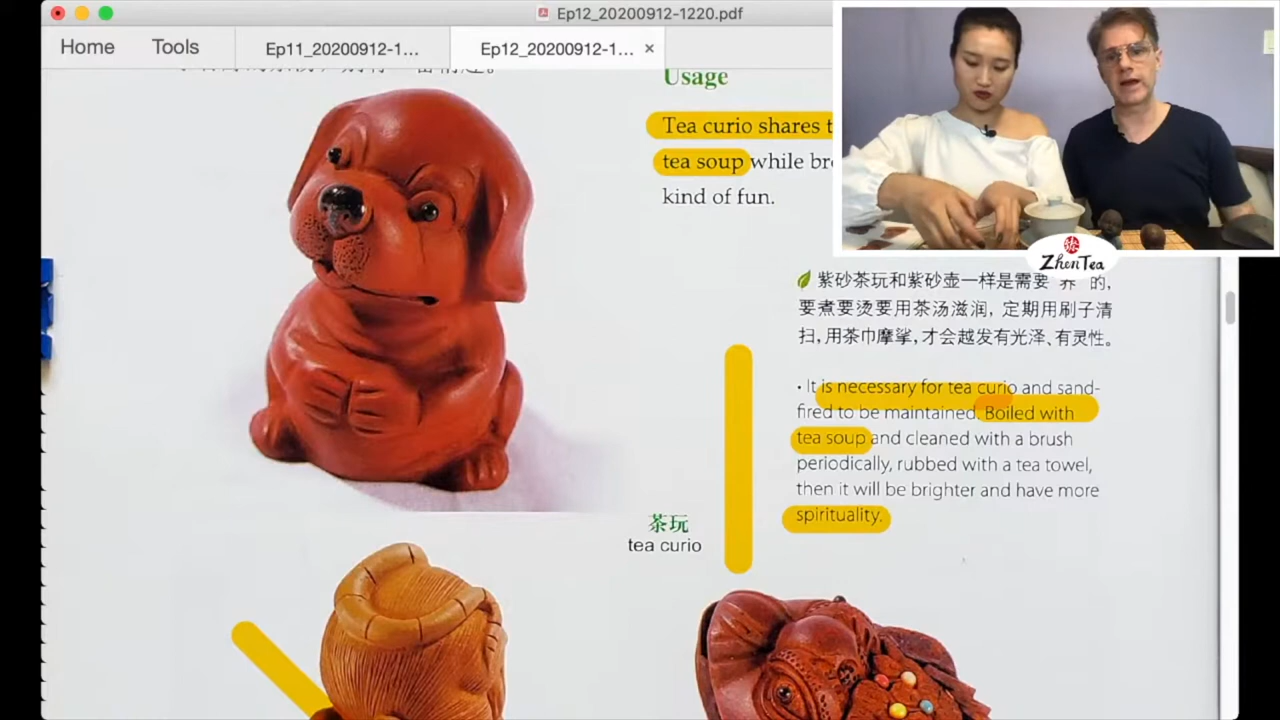 Ep12_20200912-1220.pdf
Home
Tools
Ep11_20200912-1...
Ep12_20200912-1...
Usage
Tea curio shares t
tea soup while bre
kind of fun.
ZhenTea
紫砂茶玩和紫砂壶一样是需要"养"的,
要煮要烫要用茶汤滋润, 定期用刷子清
扫, 用茶巾摩挲, 才会越发有光泽、有灵性。
• It is necessary for tea curio and sand-
fired to be maintained. Boiled with
tea soup and cleaned with a brush
periodically, rubbed with a tea towel,
then it will be brighter and have more
spirituality.
茶玩
tea curio